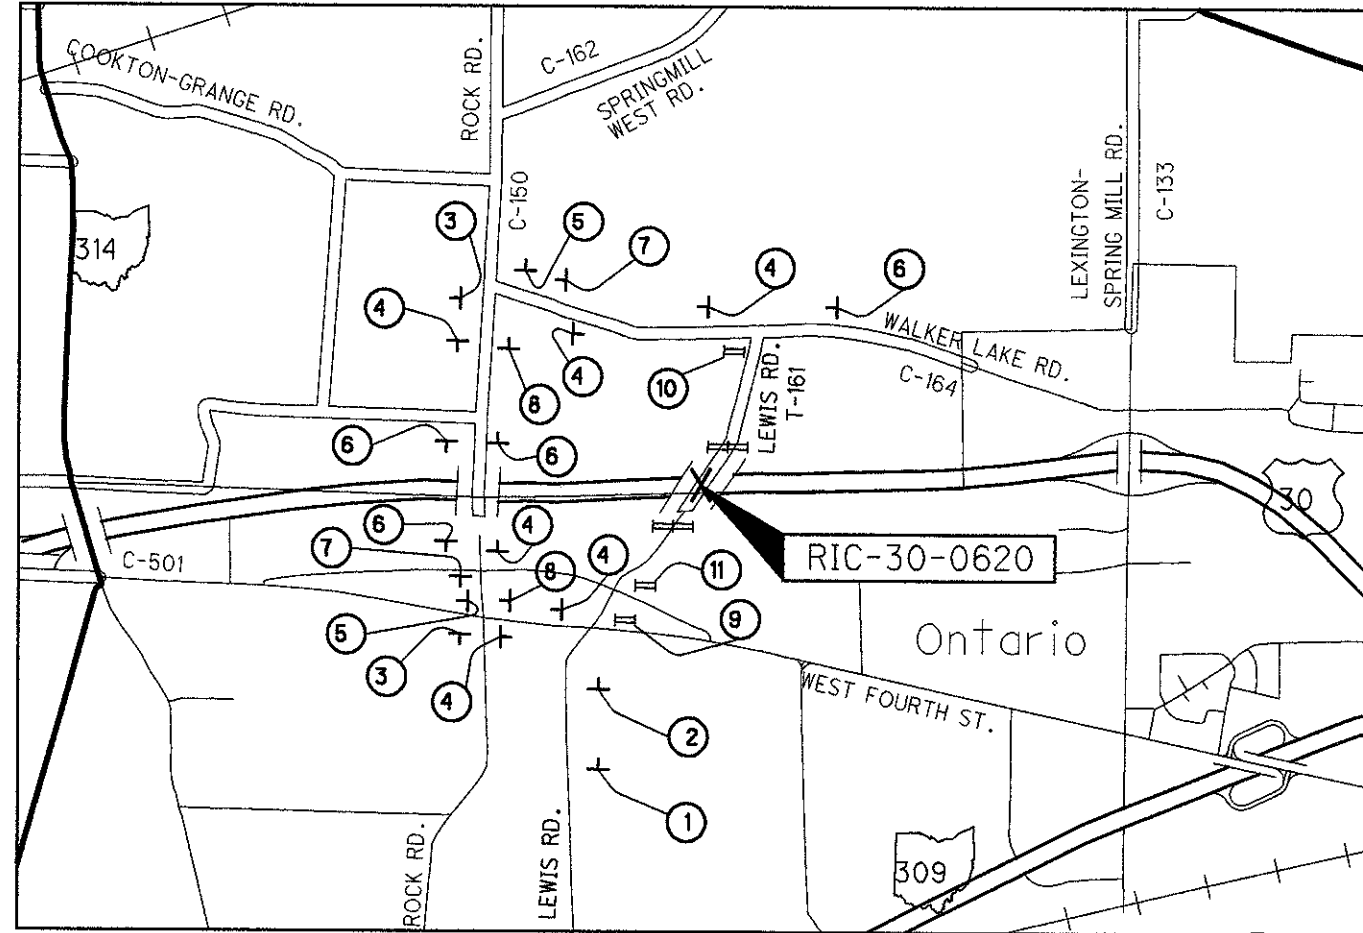 COOKTON-GRANGE RD.
ROCK RD.
C-162
SPRINGMILL
WEST RD.
LEXINGTON-
SPRING MILL RD.
C-133
C-150
314
3
5
7
4
6
4
4
8
10
WALKER LAKE RD.
C-164
LEWIS RD.
T-161
6
6
30
6
4
7
C-501
8
4
11
RIC-30-0620
5
9
3
4
Ontario
WEST FOURTH ST.
2
1
ROCK RD.
LEWIS RD.
309